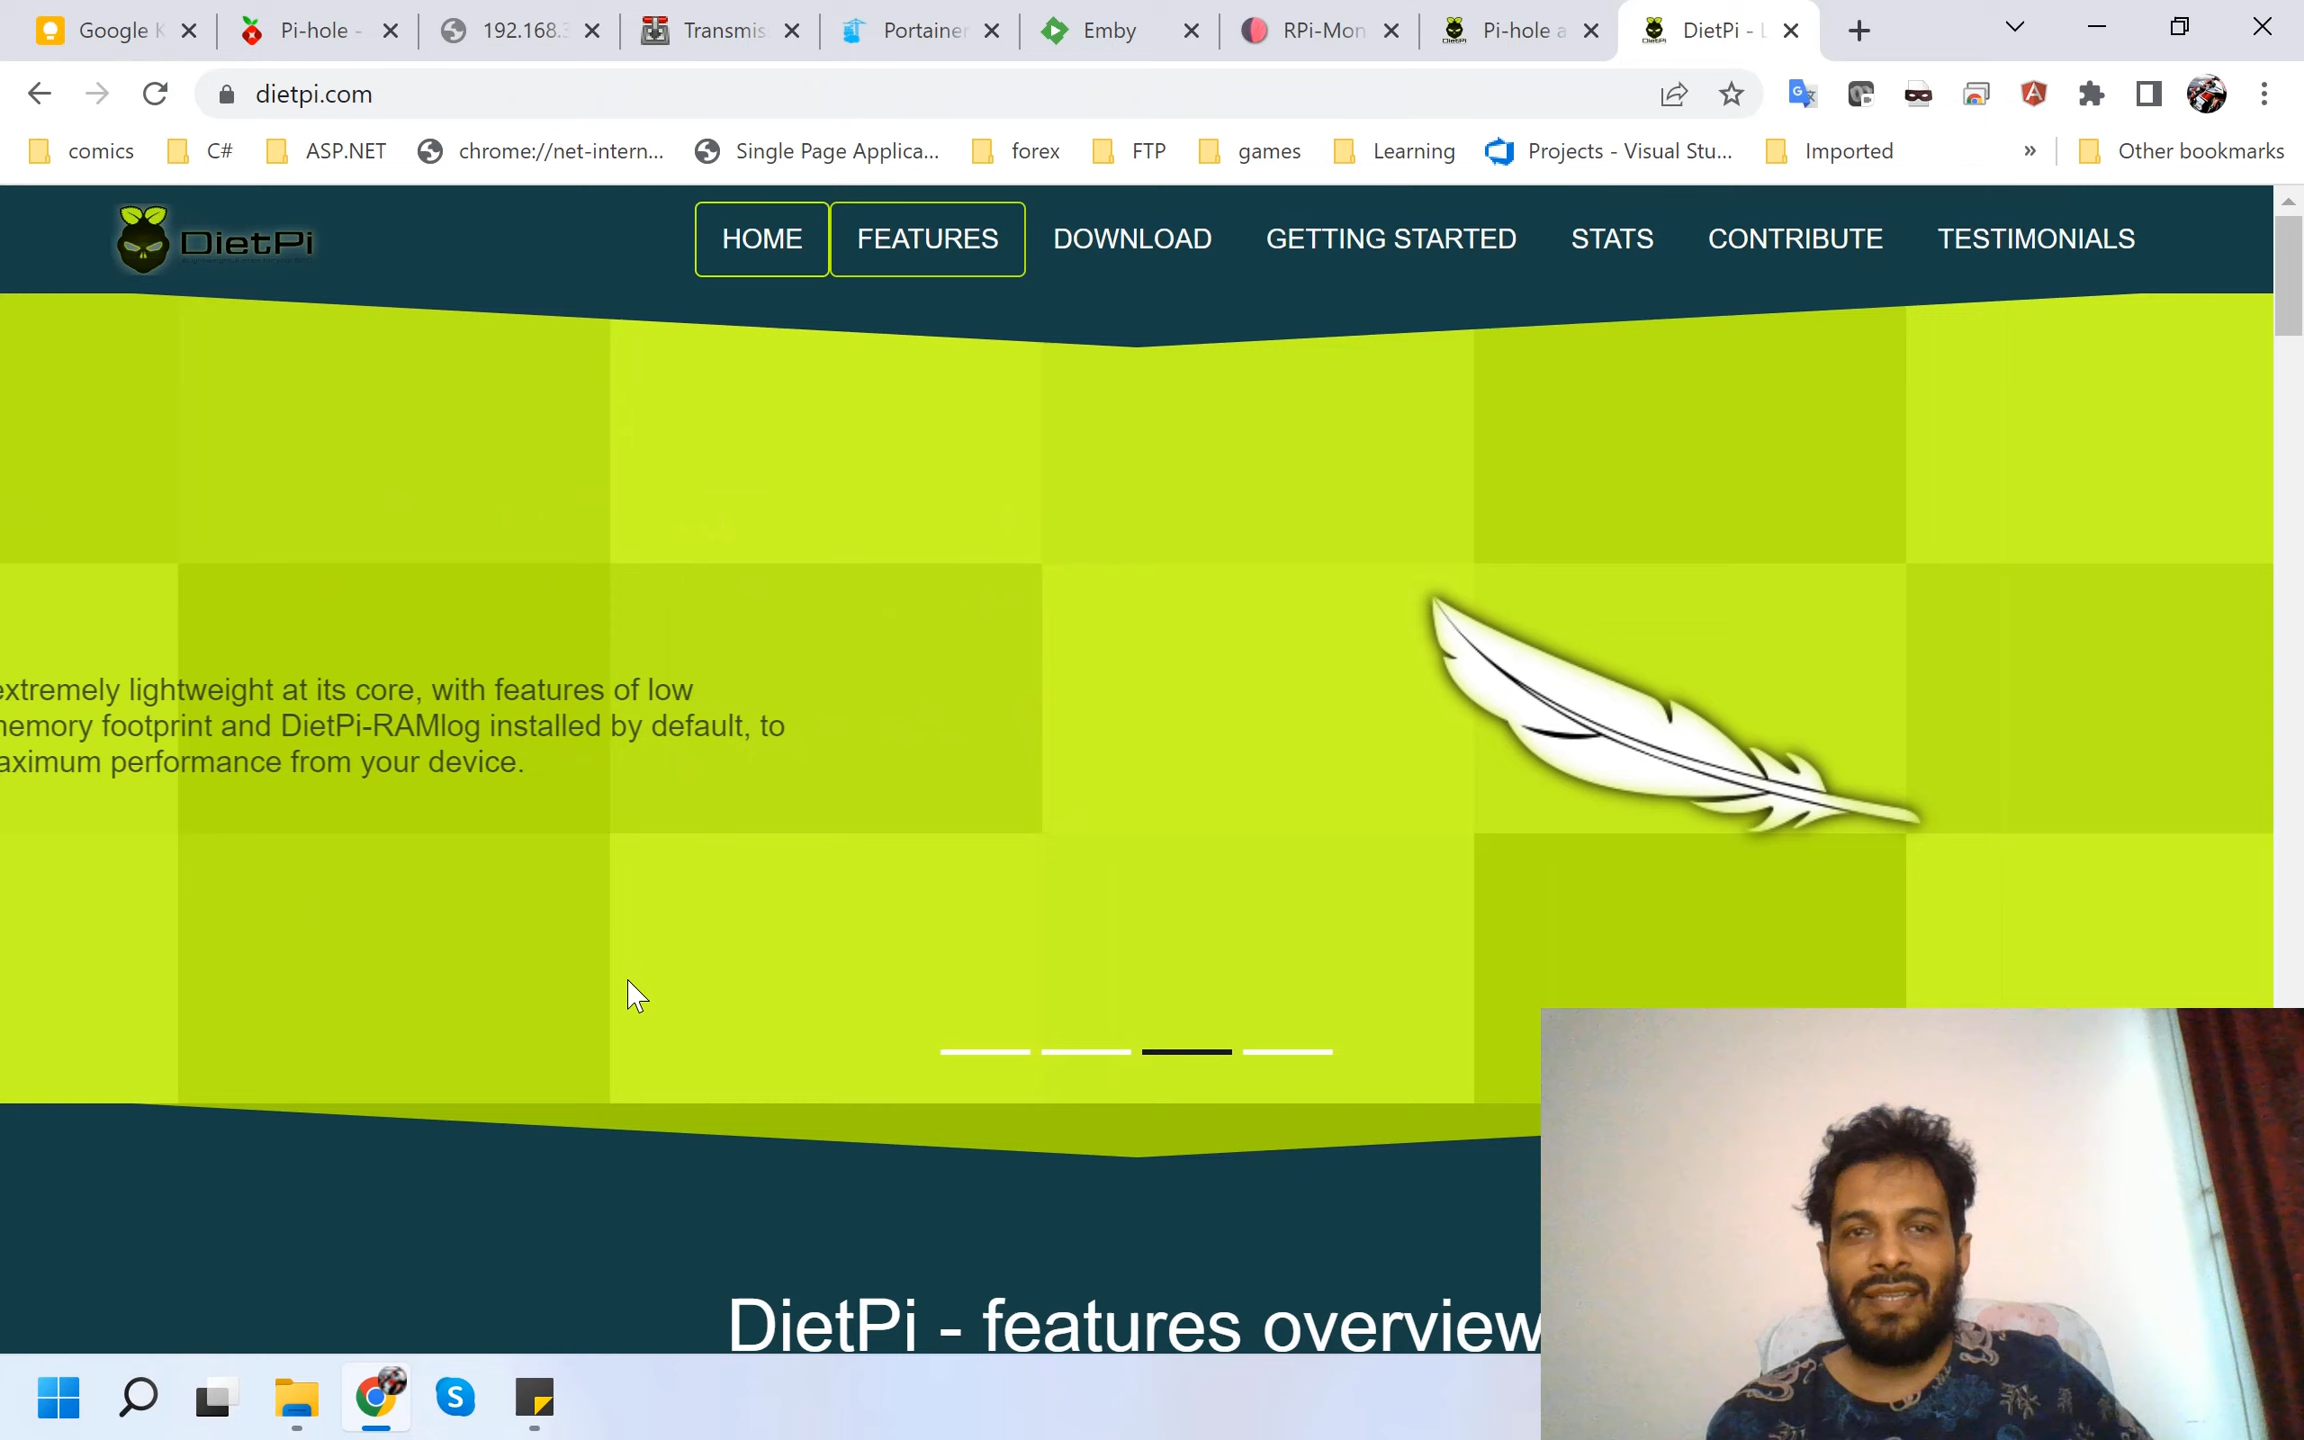 Google K
Pi-hole -
192.168.3
Transmis
Portainer
Emby
RPi-Mon
Pi-hole a
DietPi - L
dietpi.com
comics
C#
ASP.NET
chrome://net-intern...
Single Page Applica...
forex
FTP
games
Learning
Projects - Visual Stu...
Imported
»
Other bookmarks
DietPi
HOME
FEATURES
DOWNLOAD
GETTING STARTED
STATS
CONTRIBUTE
TESTIMONIALS
extremely lightweight at its core, with features of low
emory footprint and DietPi-RAMlog installed by default, to
aximum performance from your device.
DietPi - features overview